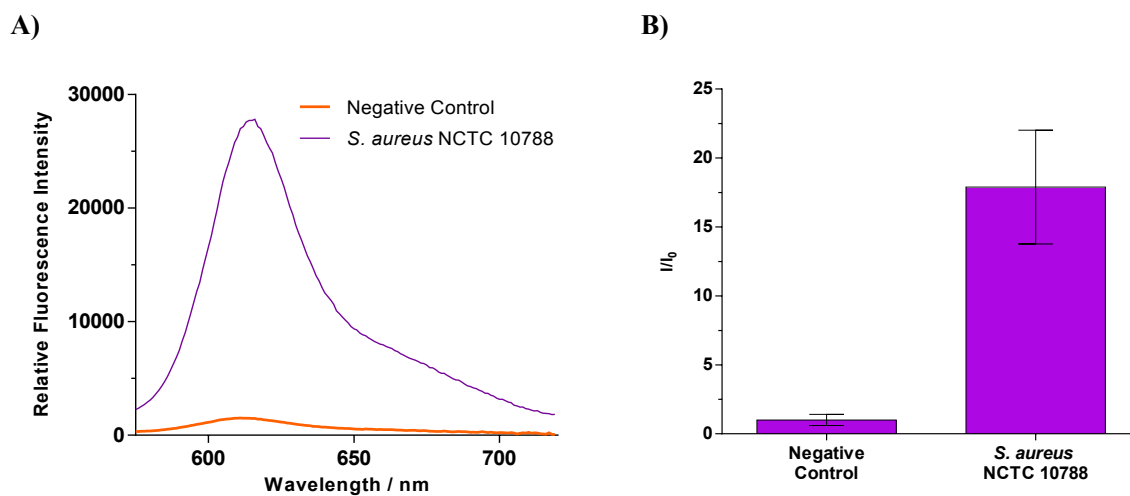 A)
B)
30000
20000
10000
0
Relative Fluorescence Intensity
600
650
700
Wavelength / nm
Negative Control
S. aureus NCTC 10788
25
20
15
10
5
0
I/I₀
Negative
Control
S. aureus
NCTC 10788